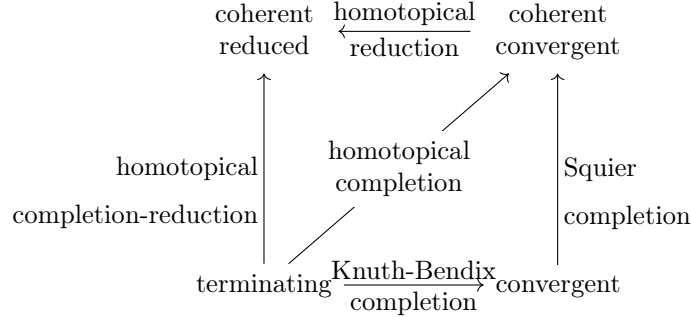 coherent
reduced
homotopical
reduction
coherent
convergent
homotopical
completion-reduction
homotopical
completion
Squier
completion
terminating
Knuth-Bendix
completion
convergent